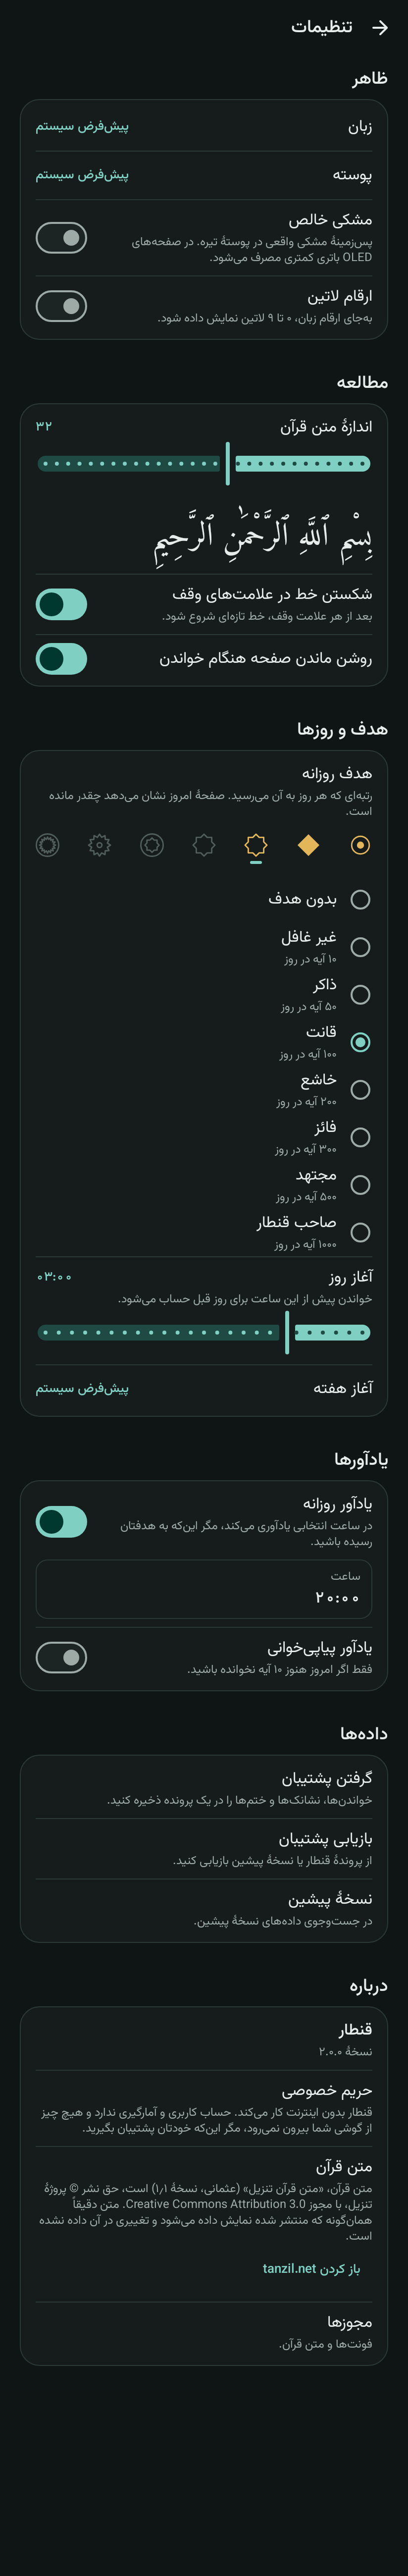 تنظیمات
ظاهر
زبان
پیش‌فرض سیستم
پوسته
پیش‌فرض سیستم
مشکی خالص
پس‌زمینهٔ مشکی واقعی در پوستهٔ تیره. در صفحه‌های
OLED باتری کمتری مصرف می‌شود.
ارقام لاتین
به‌جای ارقام زبان، ۰ تا ۹ لاتین نمایش داده شود.
مطالعه
اندازهٔ متن قرآن
۳۲
بِسْمِ ٱللَّهِ ٱلرَّحْمَٰنِ ٱلرَّحِيمِ
شکستن خط در علامت‌های وقف
بعد از هر علامت وقف، خط تازه‌ای شروع شود.
روشن ماندن صفحه هنگام خواندن
هدف و روزها
هدف روزانه
رتبه‌ای که هر روز به آن می‌رسید. صفحهٔ امروز نشان می‌دهد چقدر مانده
است.
بدون هدف
غیر غافل
۱۰ آیه در روز
ذاکر
۵۰ آیه در روز
قانت
۱۰۰ آیه در روز
خاشع
۲۰۰ آیه در روز
فائز
۳۰۰ آیه در روز
مجتهد
۵۰۰ آیه در روز
صاحب قنطار
۱۰۰۰ آیه در روز
آغاز روز
۰۳:۰۰
خواندن پیش از این ساعت برای روز قبل حساب می‌شود.
آغاز هفته
پیش‌فرض سیستم
یادآورها
یادآور روزانه
در ساعت انتخابی یادآوری می‌کند، مگر این‌که به هدفتان
رسیده باشید.
ساعت
۲۰:۰۰
یادآور پیاپی‌خوانی
فقط اگر امروز هنوز ۱۰ آیه نخوانده باشید.
داده‌ها
گرفتن پشتیبان
خواندن‌ها، نشانک‌ها و ختم‌ها را در یک پرونده ذخیره کنید.
بازیابی پشتیبان
از پروندهٔ قنطار یا نسخهٔ پیشین بازیابی کنید.
نسخهٔ پیشین
در جست‌وجوی داده‌های نسخهٔ پیشین.
درباره
قنطار
نسخهٔ ۲.۰.۰
حریم خصوصی
قنطار بدون اینترنت کار می‌کند. حساب کاربری و آمارگیری ندارد و هیچ چیز
از گوشی شما بیرون نمی‌رود، مگر این‌که خودتان پشتیبان بگیرید.
متن قرآن
متن قرآن، «متن قرآن تنزیل» (عثمانی، نسخهٔ ۱٫۱) است، حق نشر © پروژهٔ
تنزیل، با مجوز Creative Commons Attribution 3.0. متن دقیقاً
همان‌گونه که منتشر شده نمایش داده می‌شود و تغییری در آن داده نشده
است.
باز کردن tanzil.net
مجوزها
فونت‌ها و متن قرآن.